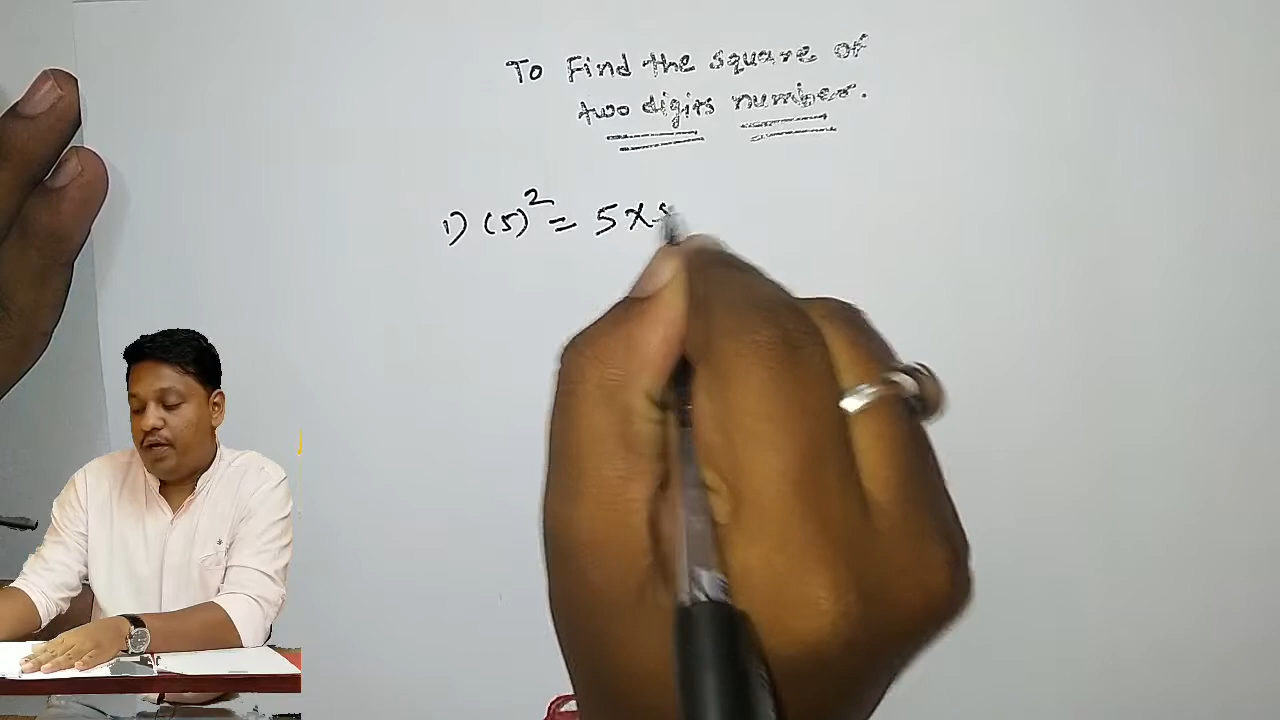 To Find the square of
two digits number.
1) (5)² = 5×5